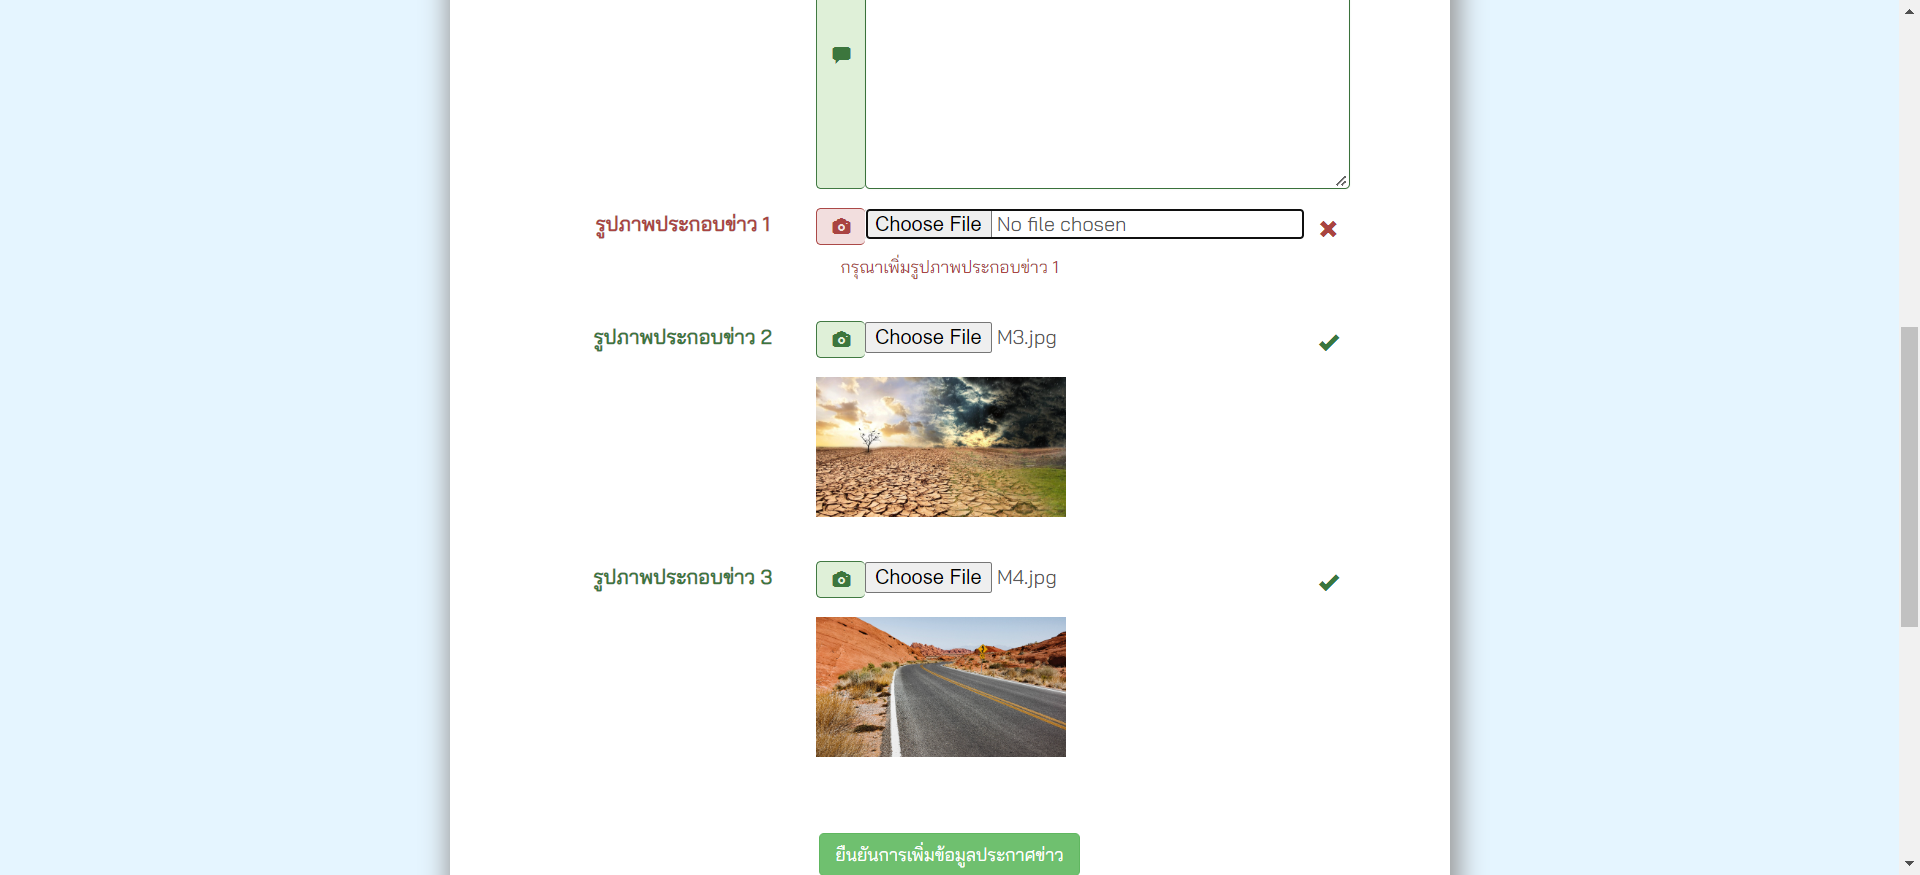 รูปภาพประกอบข่าว 1 Choose File No file chosen
กรุณาเพิ่มรูปภาพประกอบข่าว 1
รูปภาพประกอบข่าว 2 Choose File M3.jpg
รูปภาพประกอบข่าว 3 Choose File M4.jpg
ยืนยันการเพิ่มข้อมูลประกาศข่าว